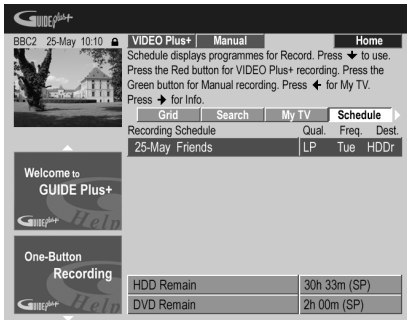 GUIDE Plus+
BBC2 25-May 10:10
VIDEO Plus+ Manual Home
Schedule displays programmes for Record. Press ↓ to use.
Press the Red button for VIDEO Plus+ recording. Press the
Green button for Manual recording. Press ← for My TV.
Press → for Info.
Grid Search My TV Schedule
Recording Schedule Qual. Freq. Dest.
25-May Friends LP Tue HDDr
Welcome to
GUIDE Plus+
GUIDE Plus+ Help
One-Button
Recording
GUIDE Plus+ Help
HDD Remain 30h 33m (SP)
DVD Remain 2h 00m (SP)